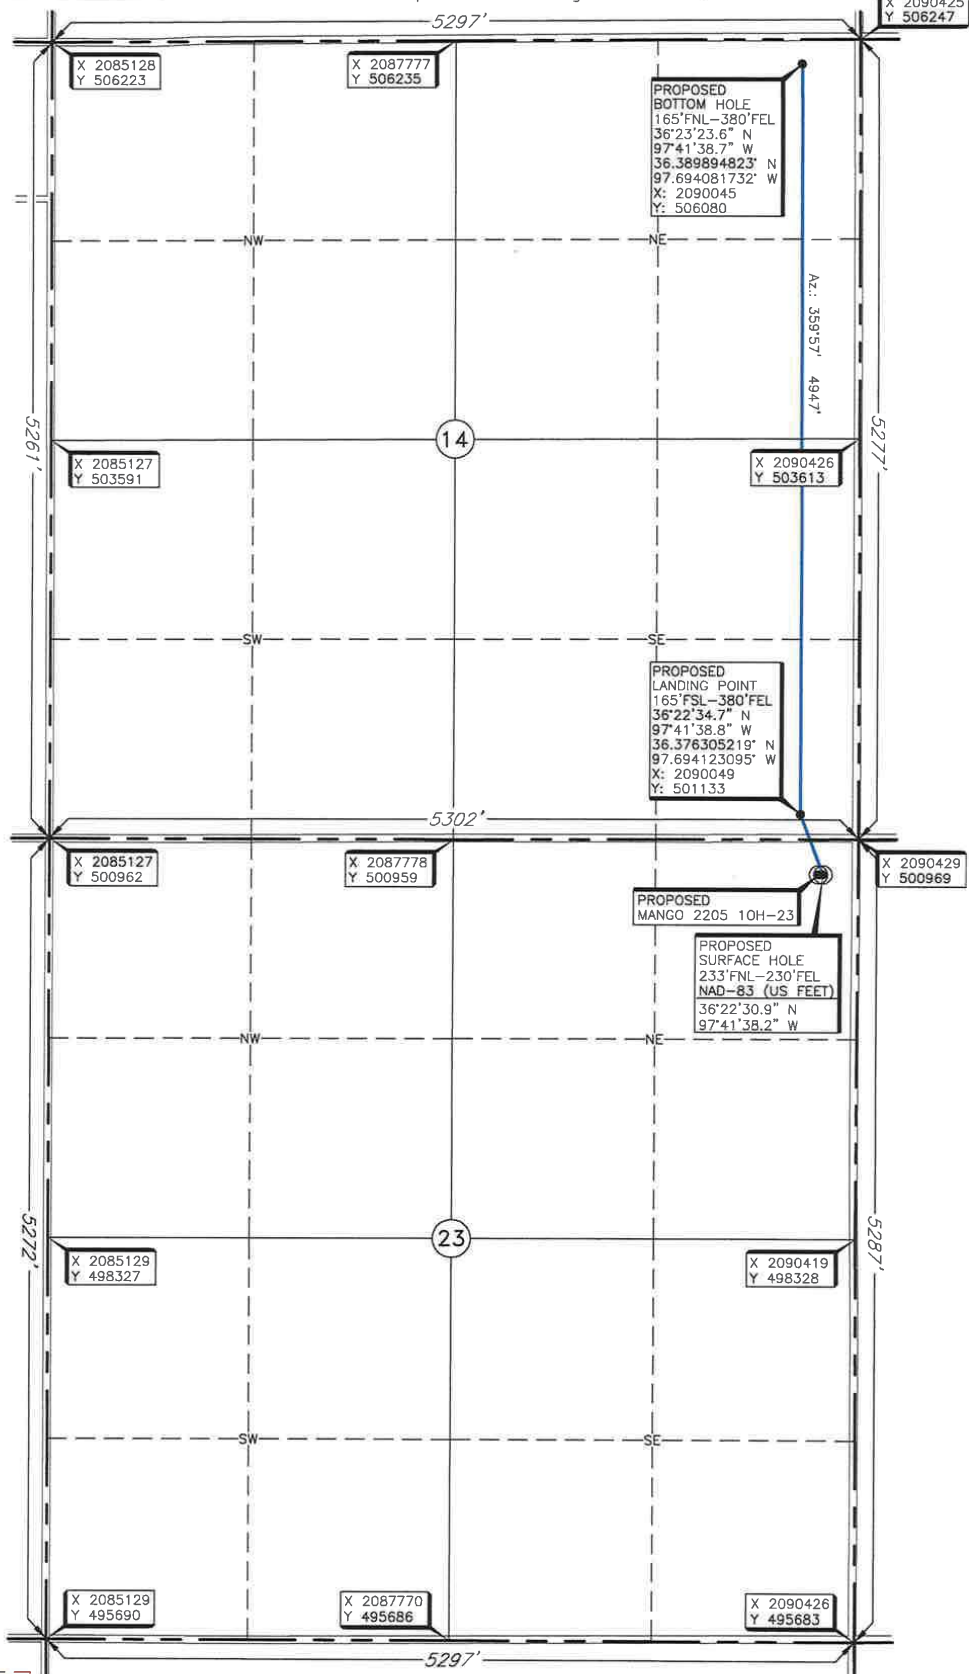 X 2090425
Y 506247
5297'
X 2085128
Y 506223
X 2087777
Y 506235
PROPOSED
BOTTOM HOLE
165'FNL-380'FEL
36°23'23.6" N
97°41'38.7" W
36.389894823° N
97.694081732° W
X: 2090045
Y: 506080
NW
NE
Az.: 359°57' 4947'
5261'
5277'
14
X 2085127
Y 503591
X 2090426
Y 503613
SW
SE
PROPOSED
LANDING POINT
165'FSL-380'FEL
36°22'34.7" N
97°41'38.8" W
36.376305219° N
97.694123095° W
X: 2090049
Y: 501133
5302'
X 2085127
Y 500962
X 2087778
Y 500959
X 2090429
Y 500969
PROPOSED
MANGO 2205 1OH-23
PROPOSED
SURFACE HOLE
233'FNL-230'FEL
NAD-83 (US FEET)
36°22'30.9" N
97°41'38.2" W
NW
NE
5272'
5287'
23
X 2085129
Y 498327
X 2090419
Y 498328
SW
SE
X 2085129
Y 495690
X 2087770
Y 495686
X 2090426
Y 495683
5297'